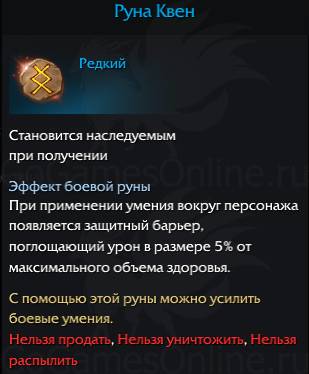 Руна Квен
Редкий
Становится наследуемым
при получении
Эффект боевой руны
При применении умения вокруг персонажа
появляется защитный барьер,
поглощающий урон в размере 5% от
максимального объема здоровья.
С помощью этой руны можно усилить
боевые умения.
Нельзя продать, Нельзя уничтожить, Нельзя
распылить